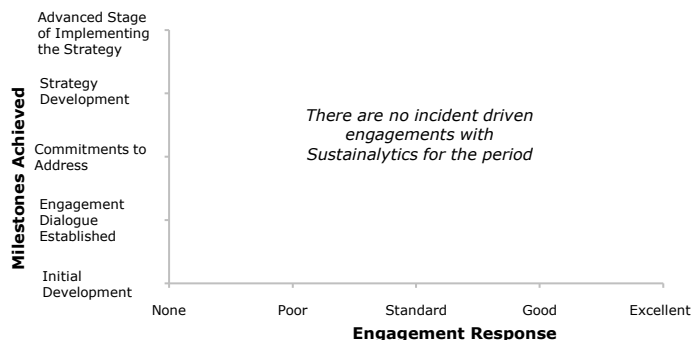 Advanced Stage
of Implementing
the Strategy
Strategy
Development
Commitments to
Address
Engagement
Dialogue
Established
Initial
Development
Milestones Achieved
There are no incident driven
engagements with
Sustainalytics for the period
None
Poor
Standard
Good
Excellent
Engagement Response